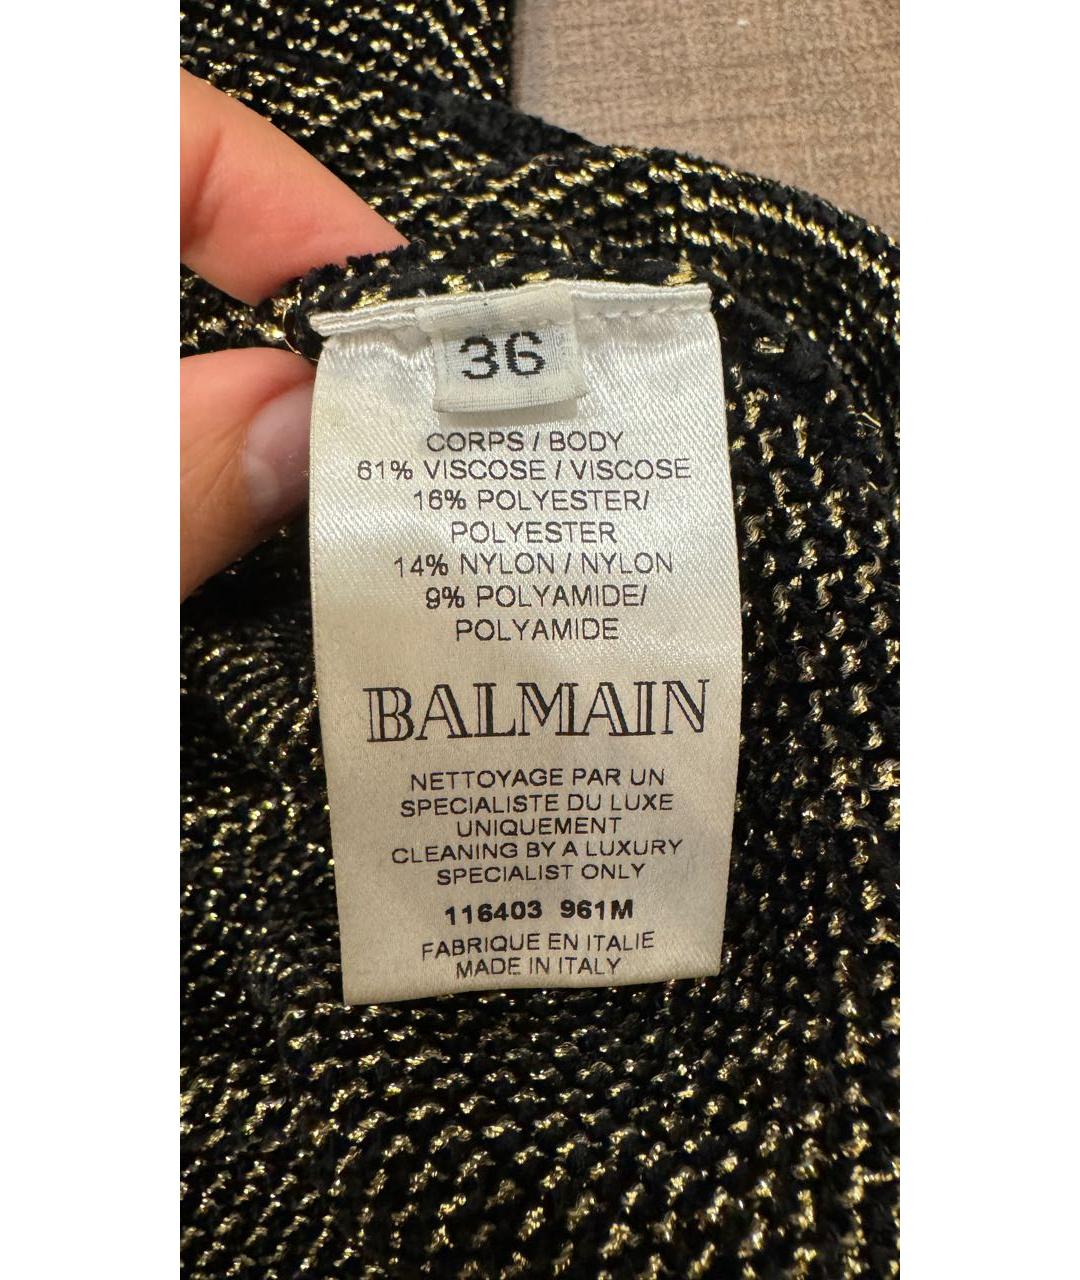 36
CORPS / BODY
61% VISCOSE / VISCOSE
16% POLYESTER/
POLYESTER
14% NYLON / NYLON
9% POLYAMIDE/
POLYAMIDE
BALMAIN
NETTOYAGE PAR UN
SPECIALISTE DU LUXE
UNIQUEMENT
CLEANING BY A LUXURY
SPECIALIST ONLY
116403 961M
FABRIQUE EN ITALIE
MADE IN ITALY